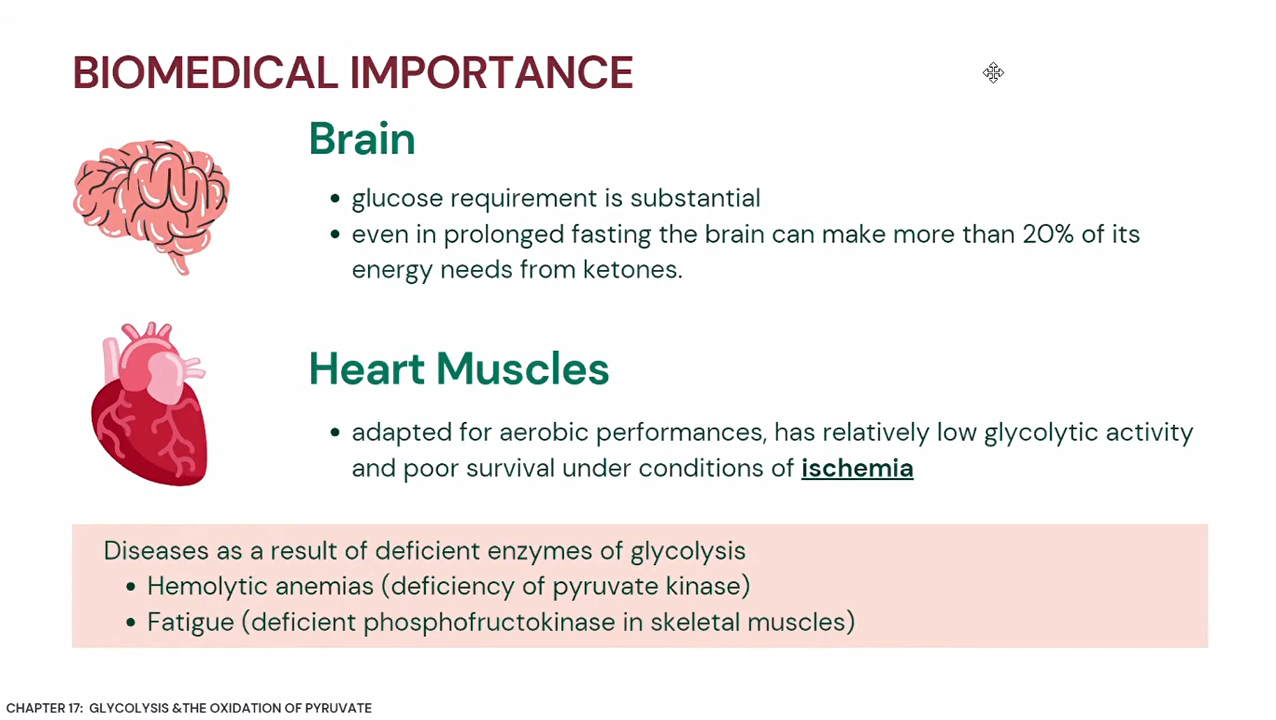 BIOMEDICAL IMPORTANCE
Brain
• glucose requirement is substantial
• even in prolonged fasting the brain can make more than 20% of its
energy needs from ketones.
Heart Muscles
• adapted for aerobic performances, has relatively low glycolytic activity
and poor survival under conditions of ischemia
Diseases as a result of deficient enzymes of glycolysis
• Hemolytic anemias (deficiency of pyruvate kinase)
• Fatigue (deficient phosphofructokinase in skeletal muscles)
CHAPTER 17: GLYCOLYSIS &THE OXIDATION OF PYRUVATE